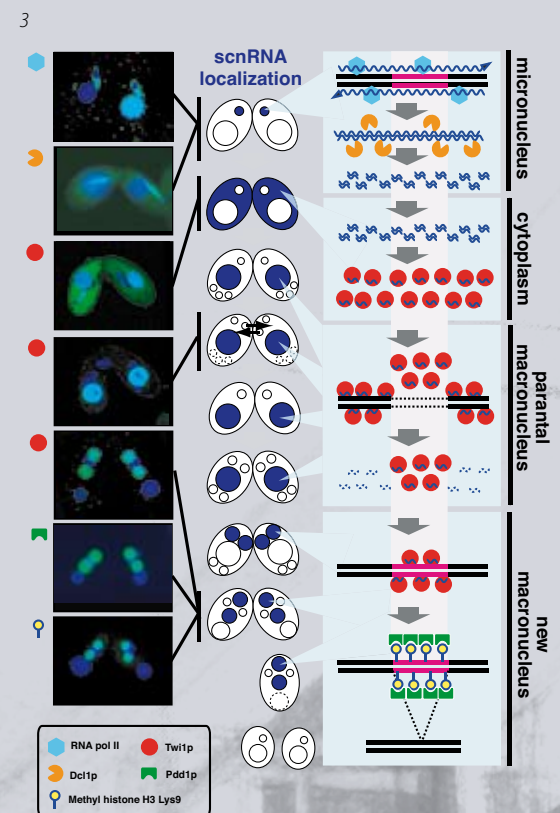 3
scnRNA
localization
micronucleus
cytoplasm
parantal
macronucleus
new
macronucleus
RNA pol II
Twi1p
Dcl1p
Pdd1p
Methyl histone H3 Lys9